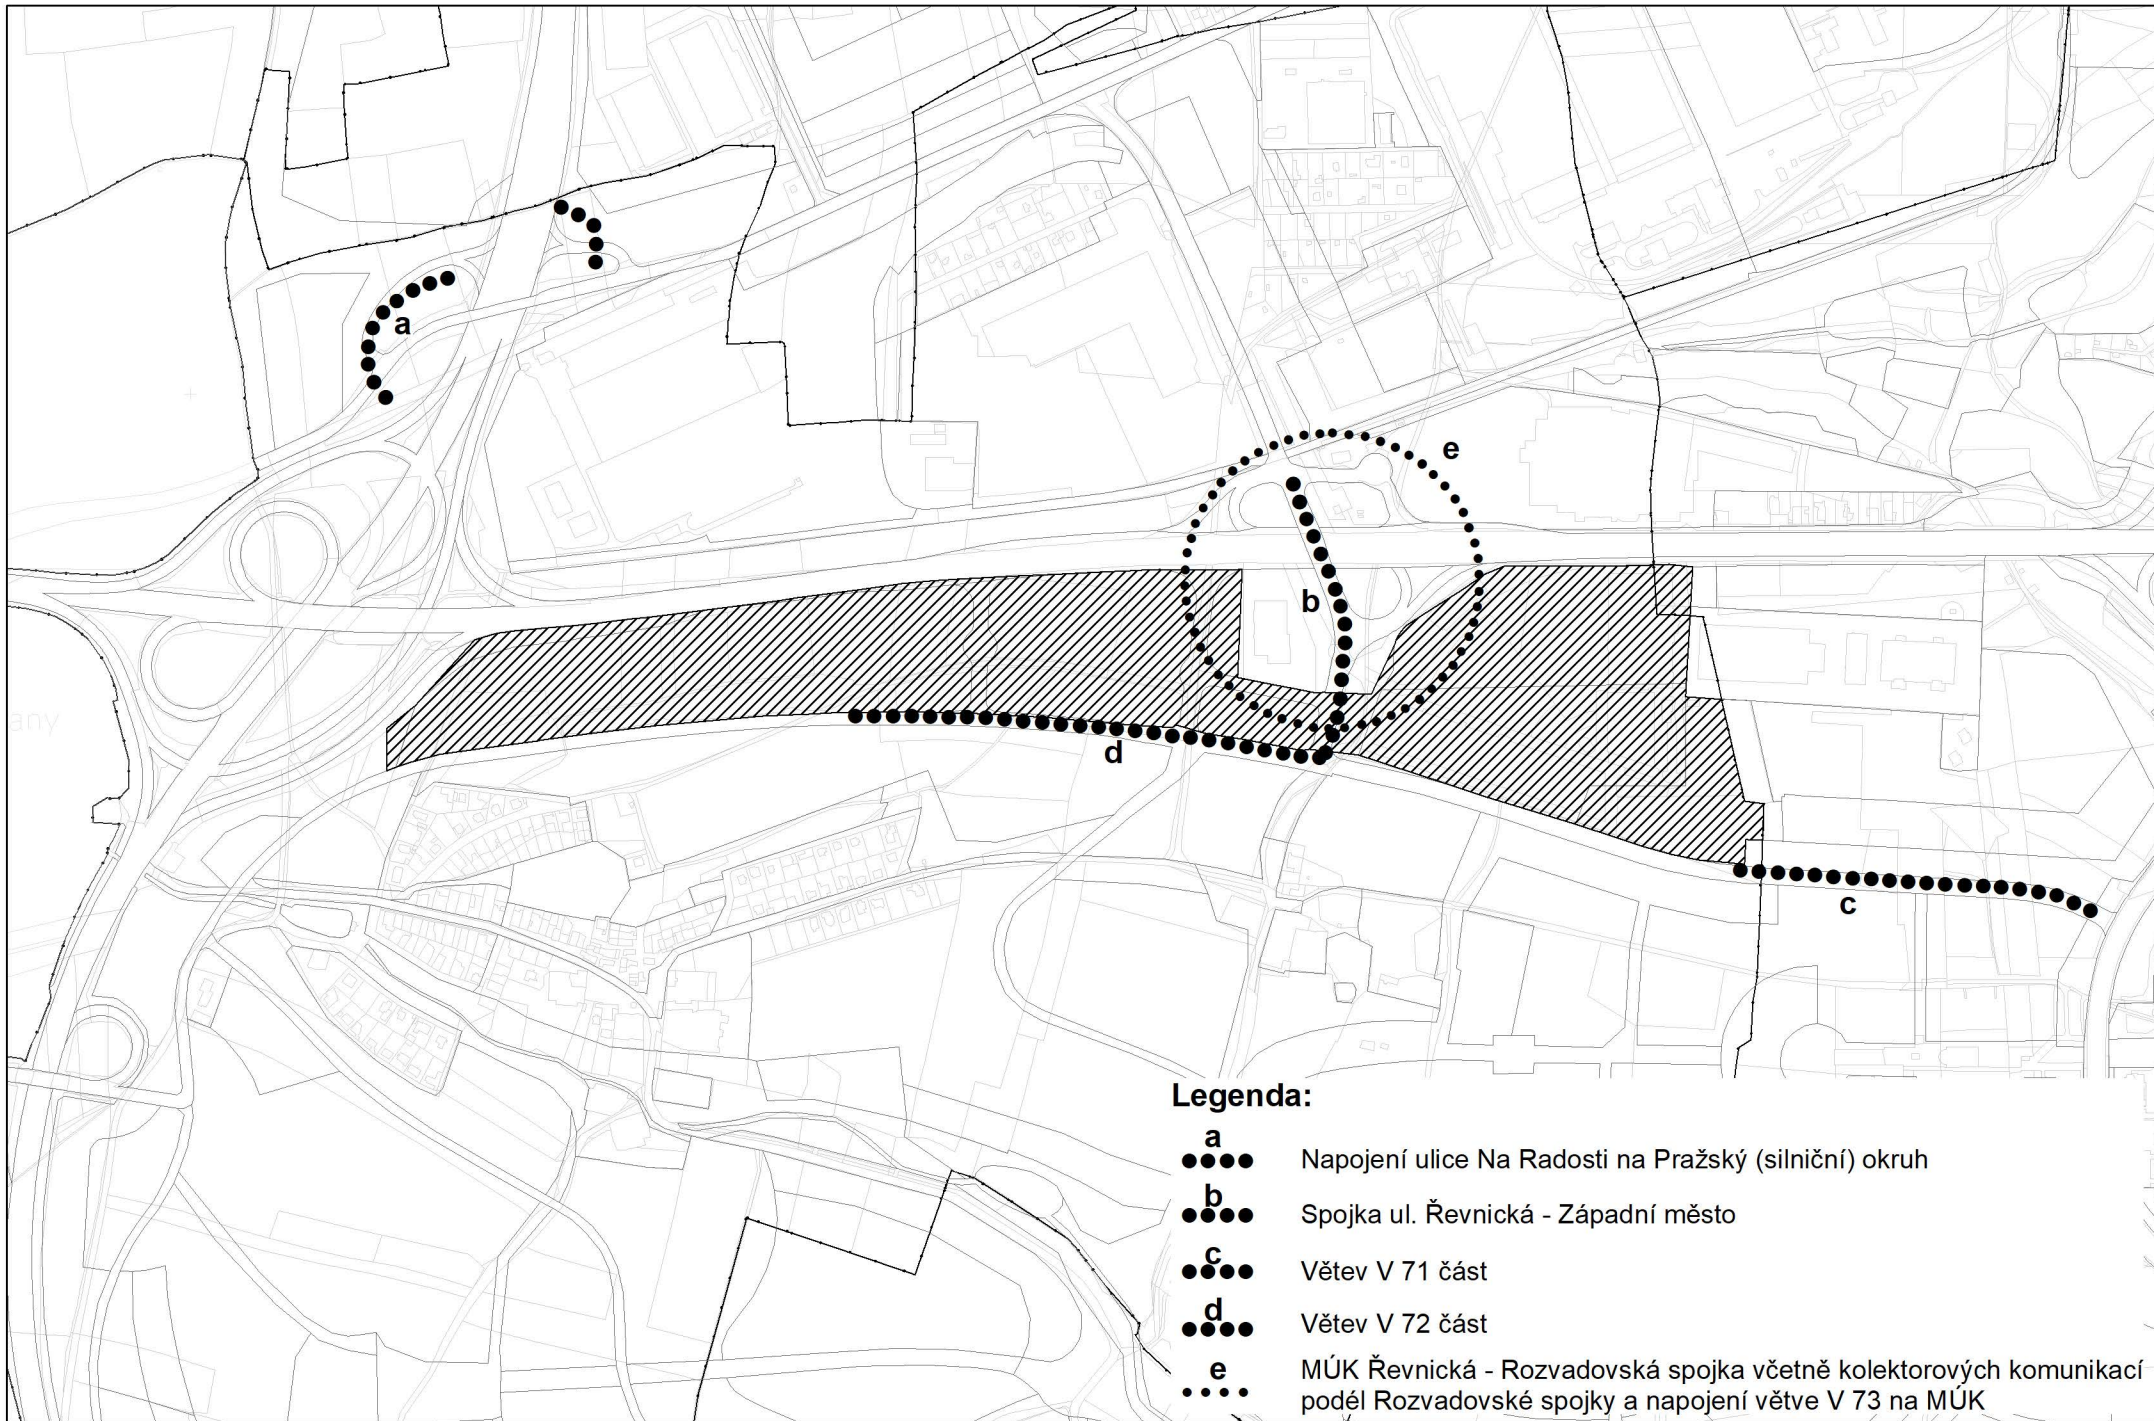 a
e
b
any
d
c
Legenda:
a
Napojení ulice Na Radosti na Pražský (silniční) okruh
b
Spojka ul. Řevnická - Západní město
c
Větev V 71 část
d
Větev V 72 část
e
MÚK Řevnická - Rozvadovská spojka včetně kolektorových komunikací
podél Rozvadovské spojky a napojení větve V 73 na MÚK